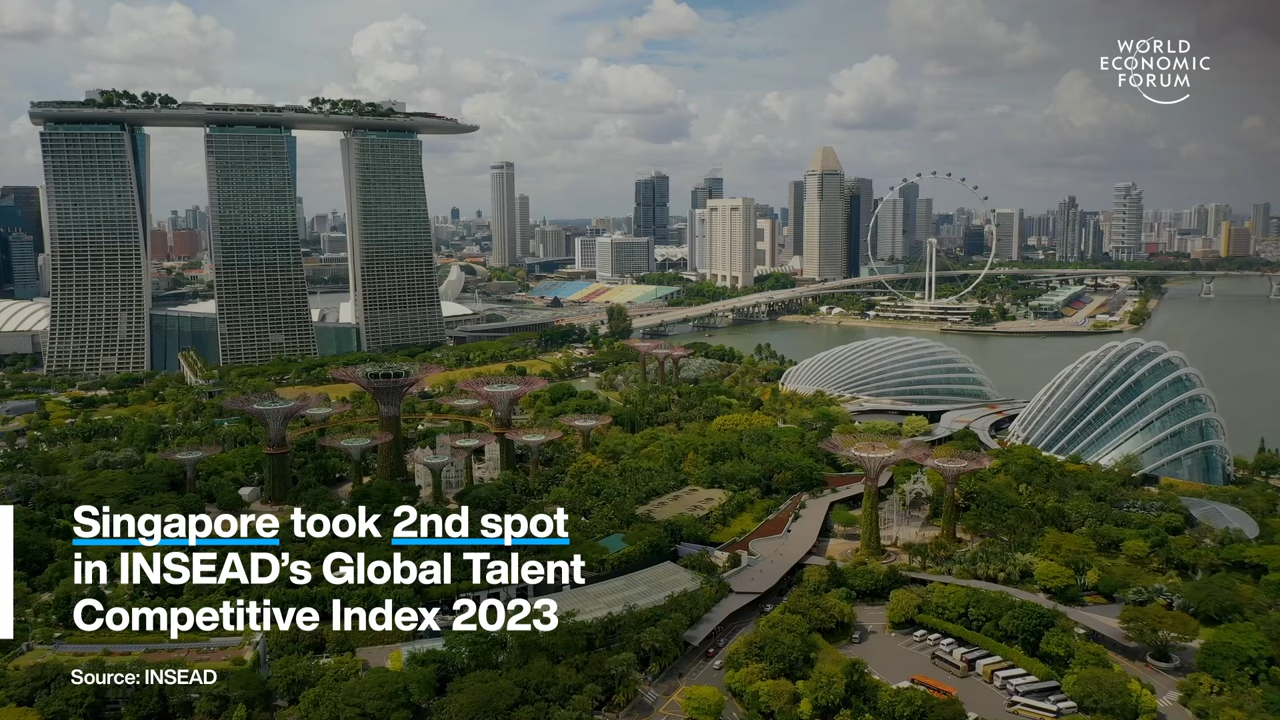 WORLD
ECONOMIC
FORUM
Singapore took 2nd spot
in INSEAD’s Global Talent
Competitive Index 2023
Source: INSEAD